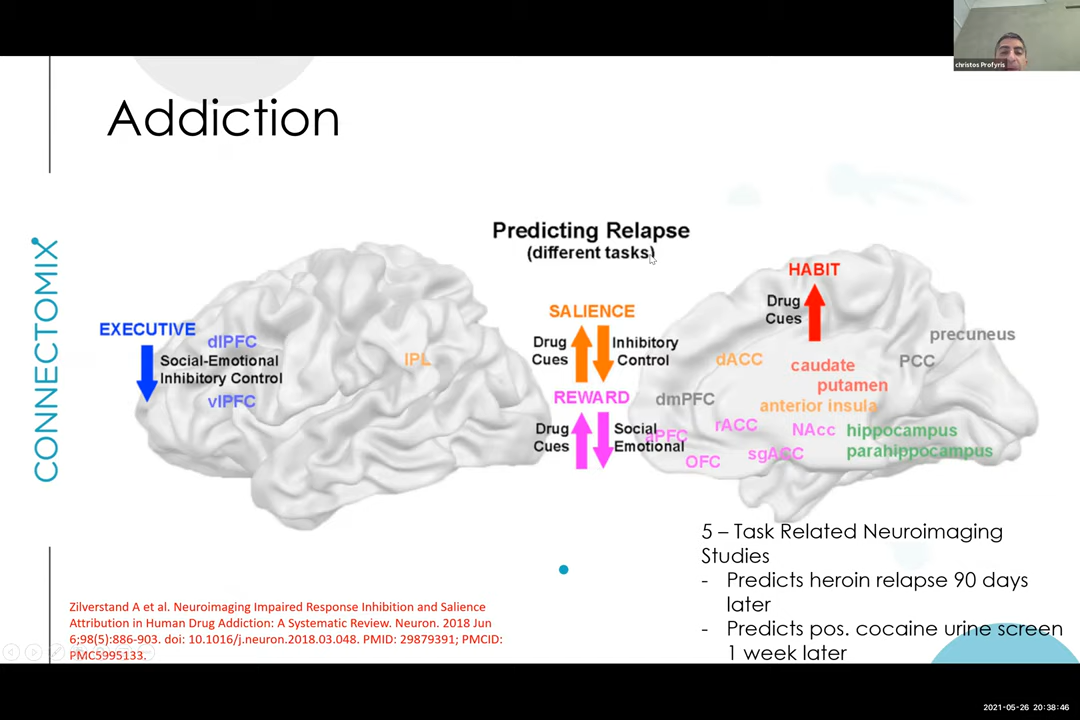 christos Profyris
Addiction
CONNECTOMIX
Predicting Relapse
(different tasks)
EXECUTIVE
dlPFC
Social-Emotional
Inhibitory Control
vlPFC
IPL
SALIENCE
Drug
Cues
Inhibitory
Control
REWARD
Drug
Cues
Social
Emotional
HABIT
Drug
Cues
precuneus
PCC
dACC
caudate
putamen
dmPFC
anterior insula
rACC
NAcc
hippocampus
aPFC
OFC
sgACC
parahippocampus
5 – Task Related Neuroimaging
Studies
- Predicts heroin relapse 90 days
later
- Predicts pos. cocaine urine screen
1 week later
Zilverstand A et al. Neuroimaging Impaired Response Inhibition and Salience
Attribution in Human Drug Addiction: A Systematic Review. Neuron. 2018 Jun
6;98(5):886-903. doi: 10.1016/j.neuron.2018.03.048. PMID: 29879391; PMCID:
PMC5995133.
2021-05-26 20:38:46